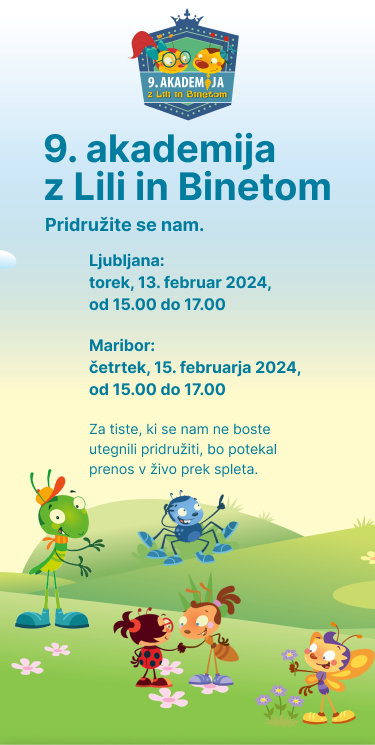 9. AKADEMIJA
z Lili in Binetom
9. akademija
z Lili in Binetom
Pridružite se nam.
Ljubljana:
torek, 13. februar 2024,
od 15.00 do 17.00
Maribor:
četrtek, 15. februarja 2024,
od 15.00 do 17.00
Za tiste, ki se nam ne boste
utegnili pridružiti, bo potekal
prenos v živo prek spleta.